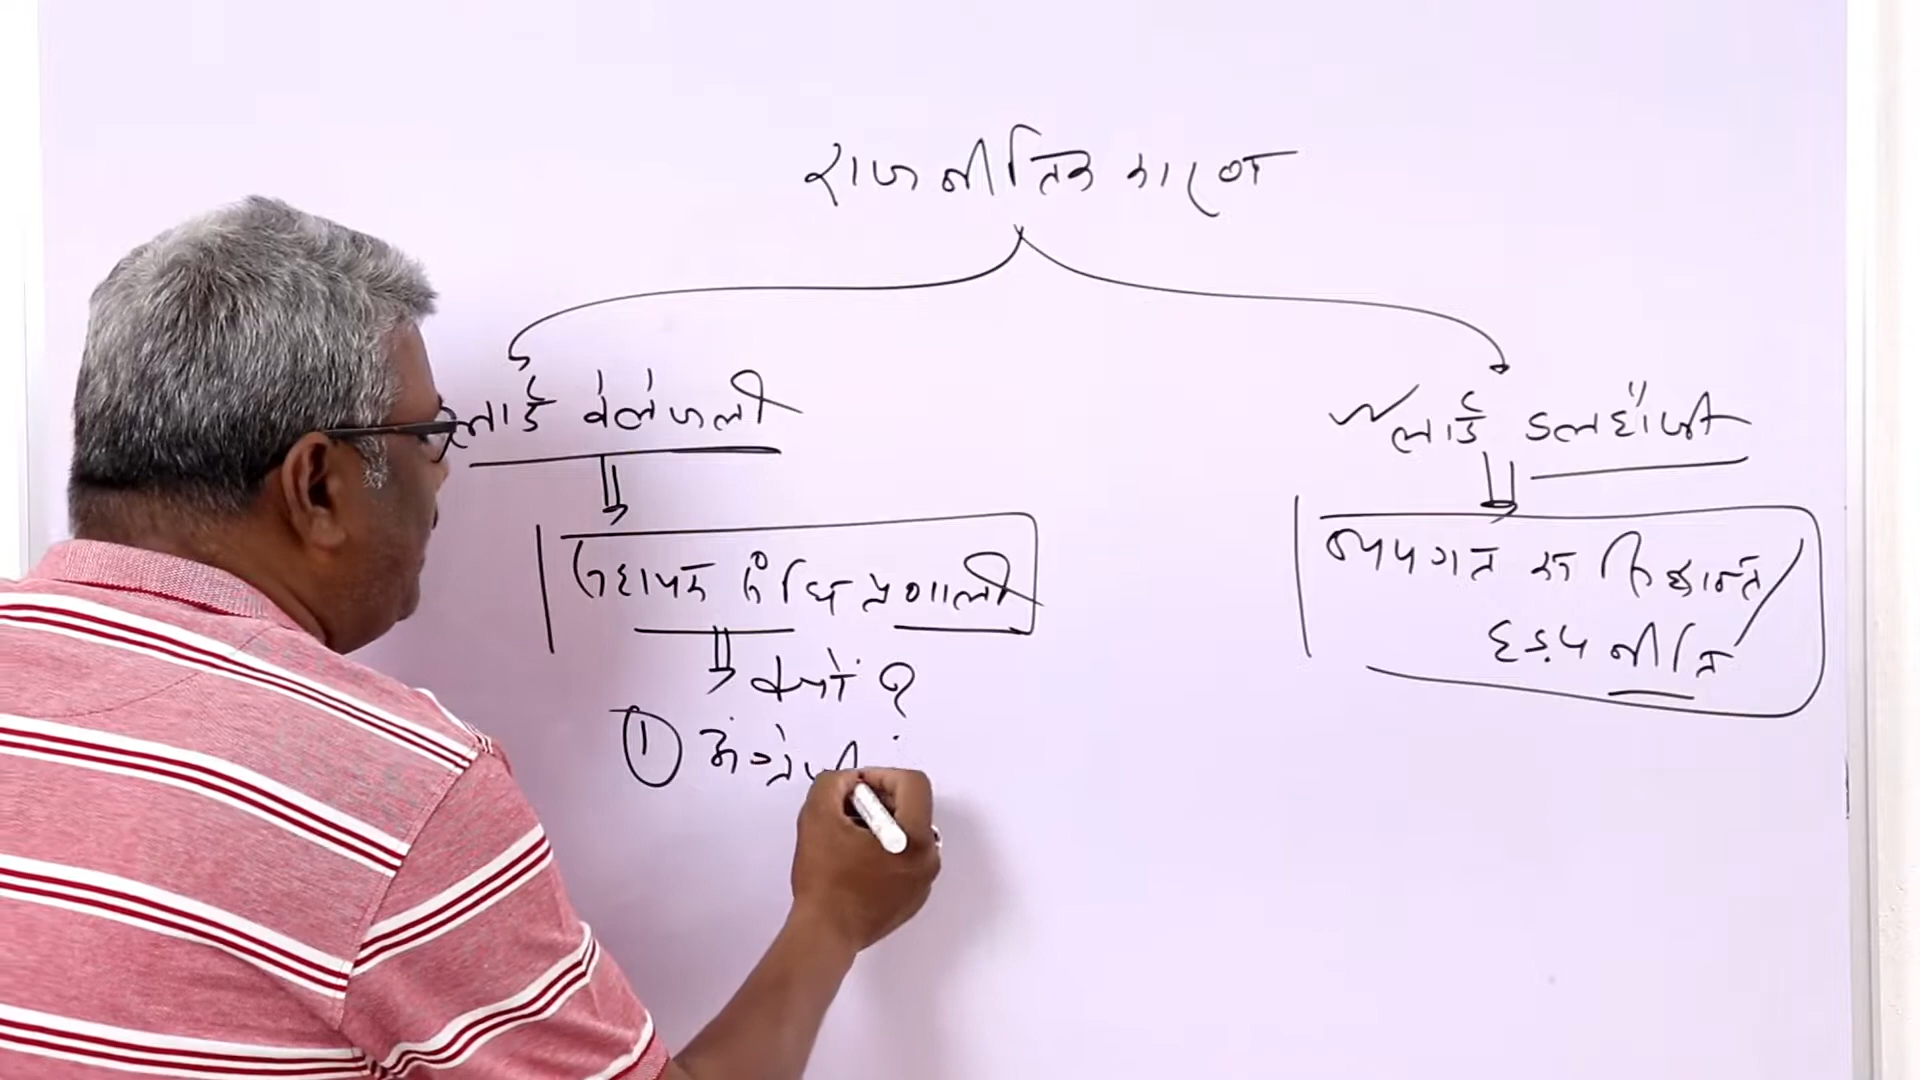 राजनीतिक कारण
लार्ड वेलेजली
लार्ड डलहौजी
सहायक संधि प्रणाली
व्यपगत का सिद्धान्त/
हड़प नीति
क्यों ?
① अंग्रेजी